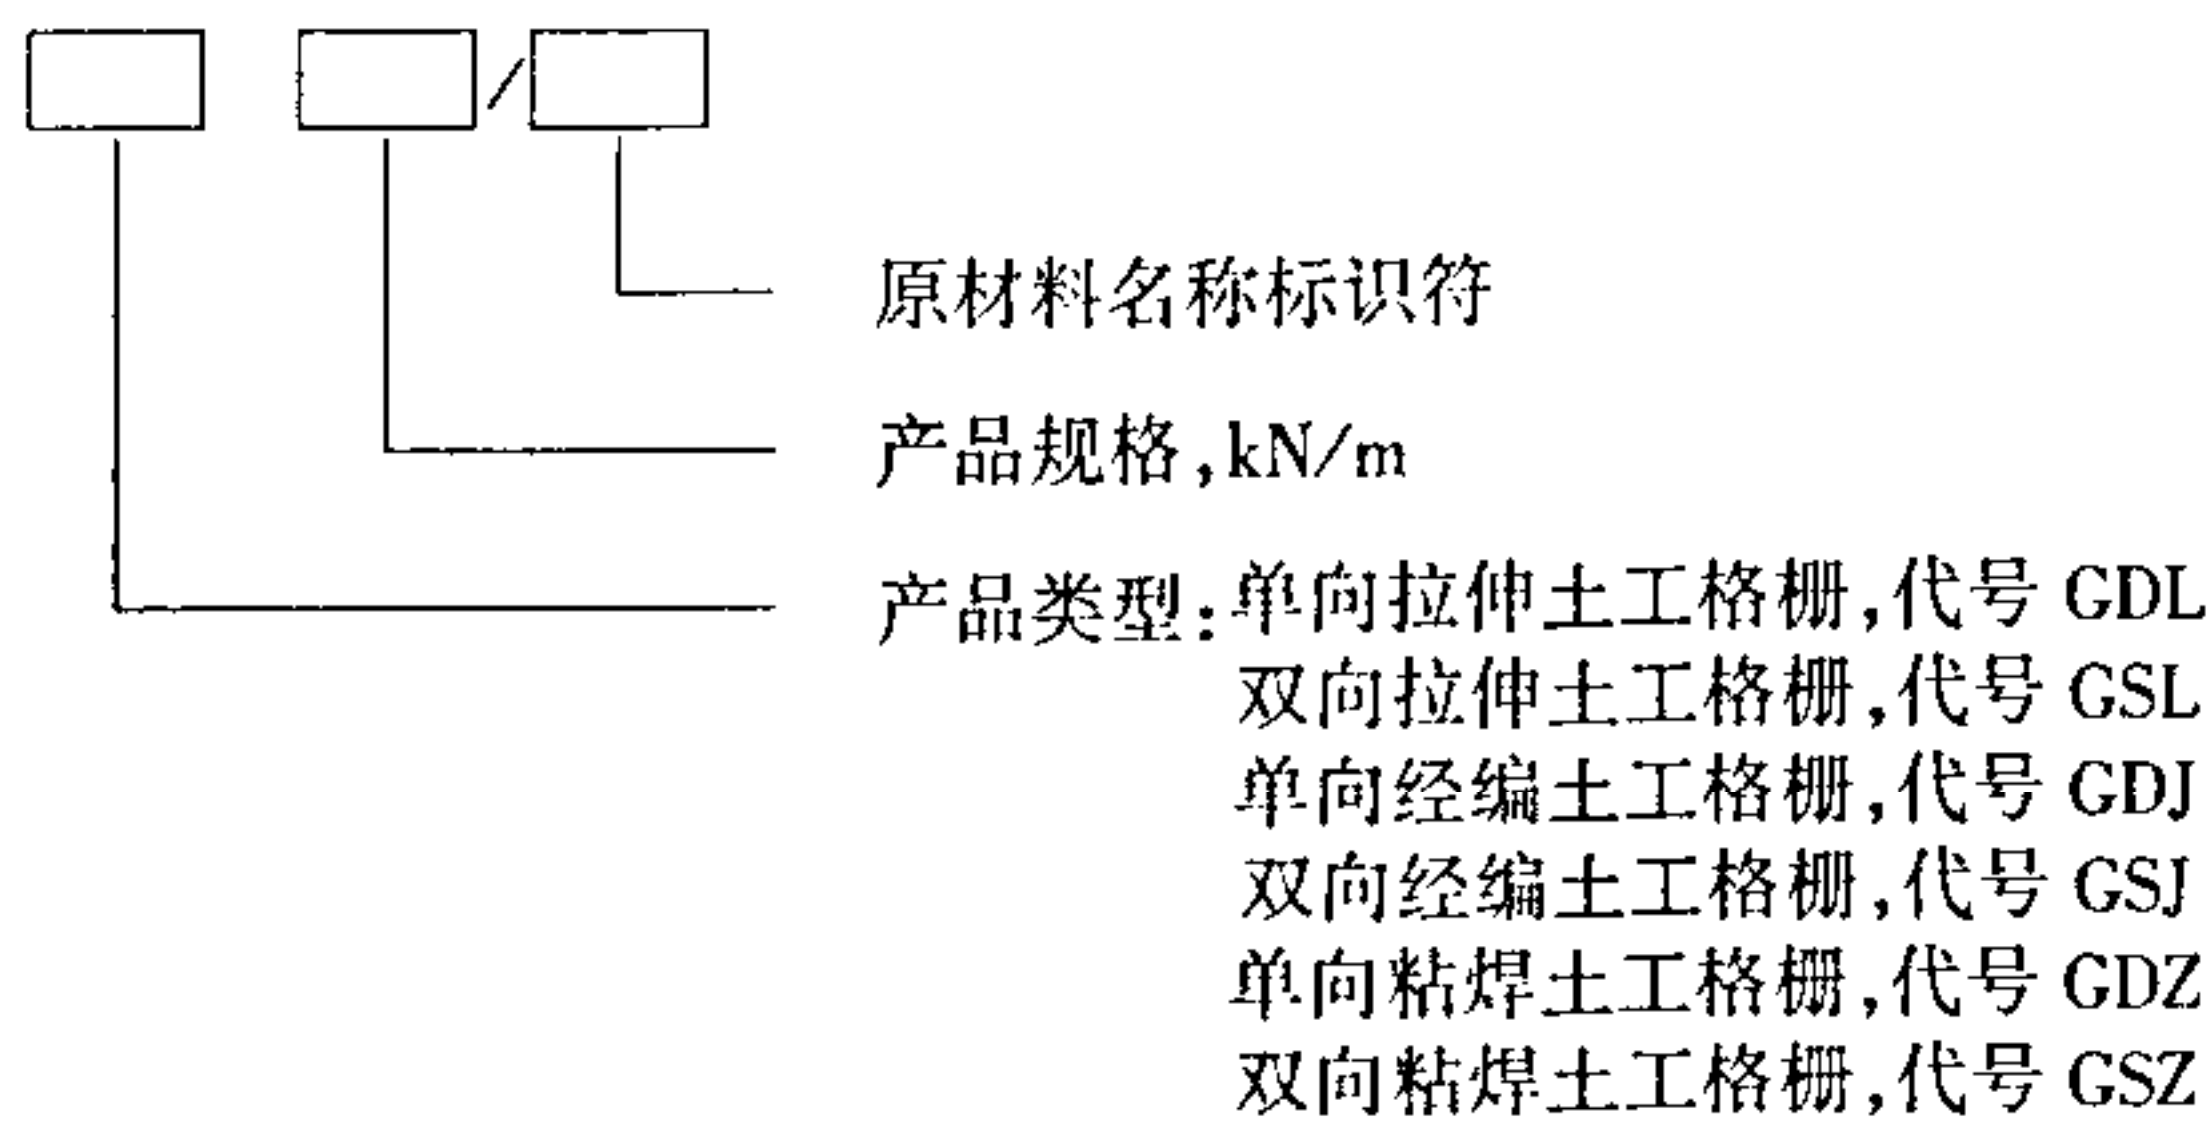 /
原材料名称标识符
产品规格,kN/m
产品类型:单向拉伸土工格栅,代号 GDL
双向拉伸土工格栅,代号 GSL
单向经编土工格栅,代号 GDJ
双向经编土工格栅,代号 GSJ
单向粘焊土工格栅,代号 GDZ
双向粘焊土工格栅,代号 GSZ